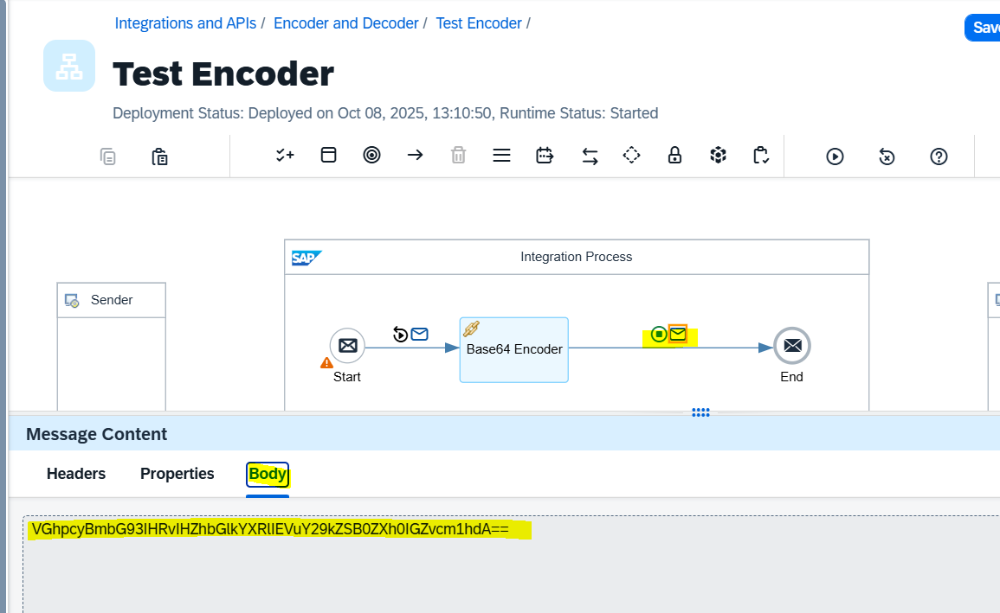 Integrations and APIs / Encoder and Decoder / Test Encoder /
Save
Test Encoder
Deployment Status: Deployed on Oct 08, 2025, 13:10:50, Runtime Status: Started
SAP
Integration Process
Sender
Base64 Encoder
Start
End
Message Content
Headers
Properties
Body
VGhpcyBmbG93IHRvIHZhbGlkYXRlIEVuY29kZSB0ZXh0IGZvcm1hdA==